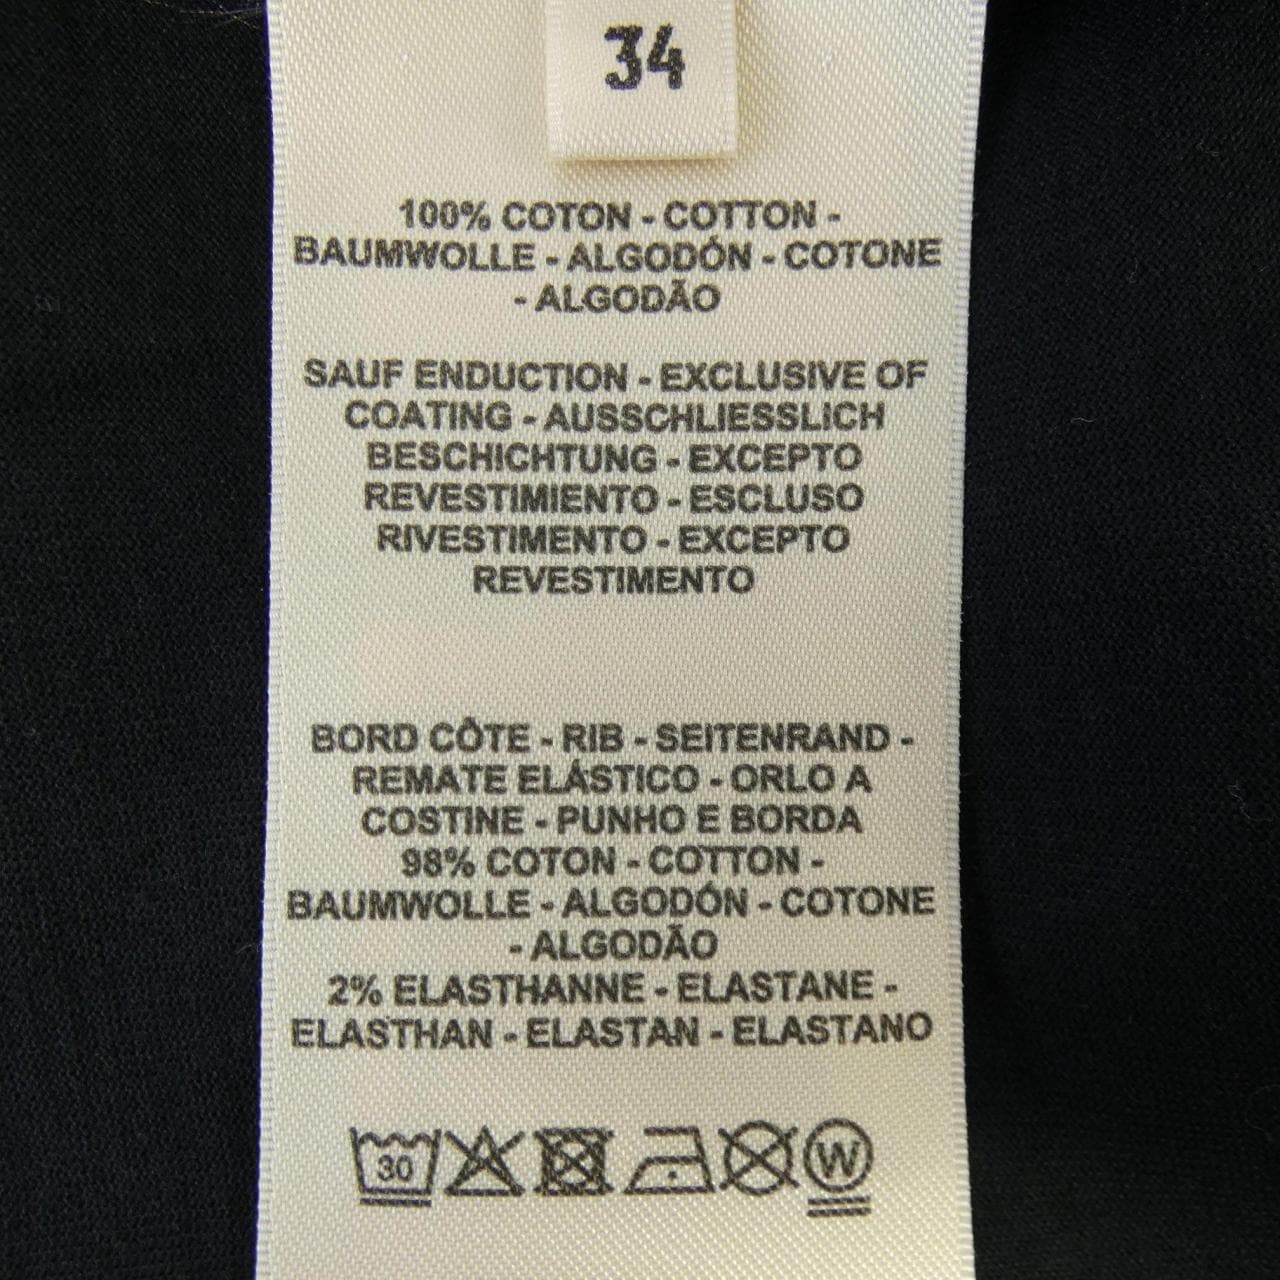 34
100% COTON - COTTON -
BAUMWOLLE - ALGODÓN - COTONE
- ALGODÃO
SAUF ENDUCTION - EXCLUSIVE OF
COATING - AUSSCHLIESSLICH
BESCHICHTUNG - EXCEPTO
REVESTIMIENTO - ESCLUSO
RIVESTIMENTO - EXCEPTO
REVESTIMENTO
BORD CÔTE - RIB - SEITENRAND -
REMATE ELÁSTICO - ORLO A
COSTINE - PUNHO E BORDA
98% COTON - COTTON -
BAUMWOLLE - ALGODÓN - COTONE
- ALGODÃO
2% ELASTHANNE - ELASTANE -
ELASTHAN - ELASTAN - ELASTANO
30 W